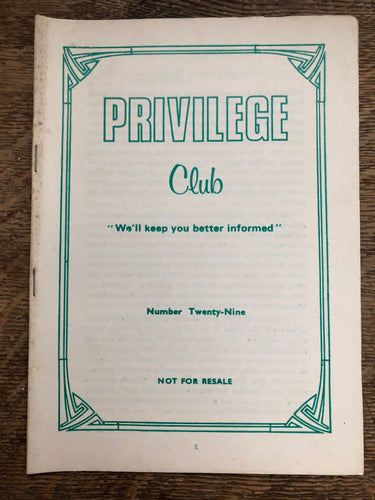 PRIVILEGE
Club
"We'll keep you better informed"
Number Twenty-Nine
NOT FOR RESALE